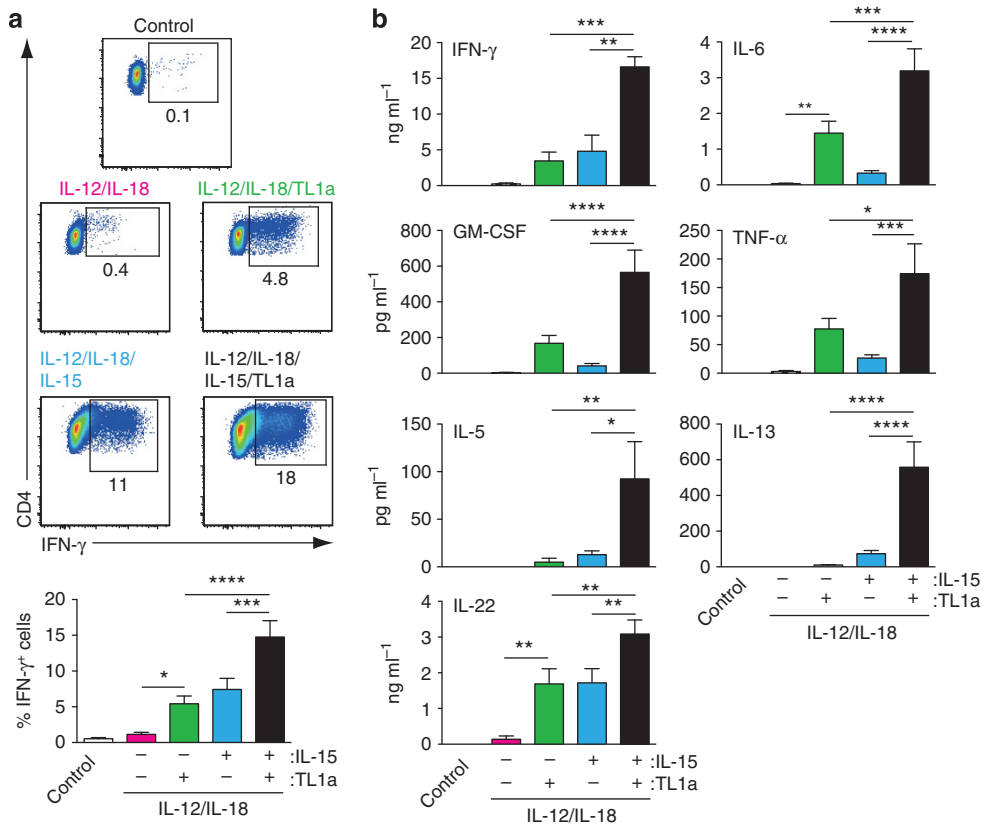 a
Control
0.1
IL-12/IL-18
IL-12/IL-18/TL1a
0.4
4.8
IL-12/IL-18/
IL-15
IL-12/IL-18/
IL-15/TL1a
11
18
CD4
IFN-γ
% IFN-γ+ cells
20
15
10
5
0
*
***
****
Control
– – + + :IL-15
– + – + :TL1a
IL-12/IL-18
b
IFN-γ
ng ml–1
20
15
10
5
0
***
**
IL-6
4
3
2
1
0
**
***
****
GM-CSF
pg ml–1
800
600
400
200
0
****
****
TNF-α
250
200
150
100
50
0
*
***
IL-5
pg ml–1
150
100
50
0
**
*
IL-13
800
600
400
200
0
****
****
Control
– – + + :IL-15
– + – + :TL1a
IL-12/IL-18
IL-22
ng ml–1
4
3
2
1
0
**
**
**
Control
– – + + :IL-15
– + – + :TL1a
IL-12/IL-18